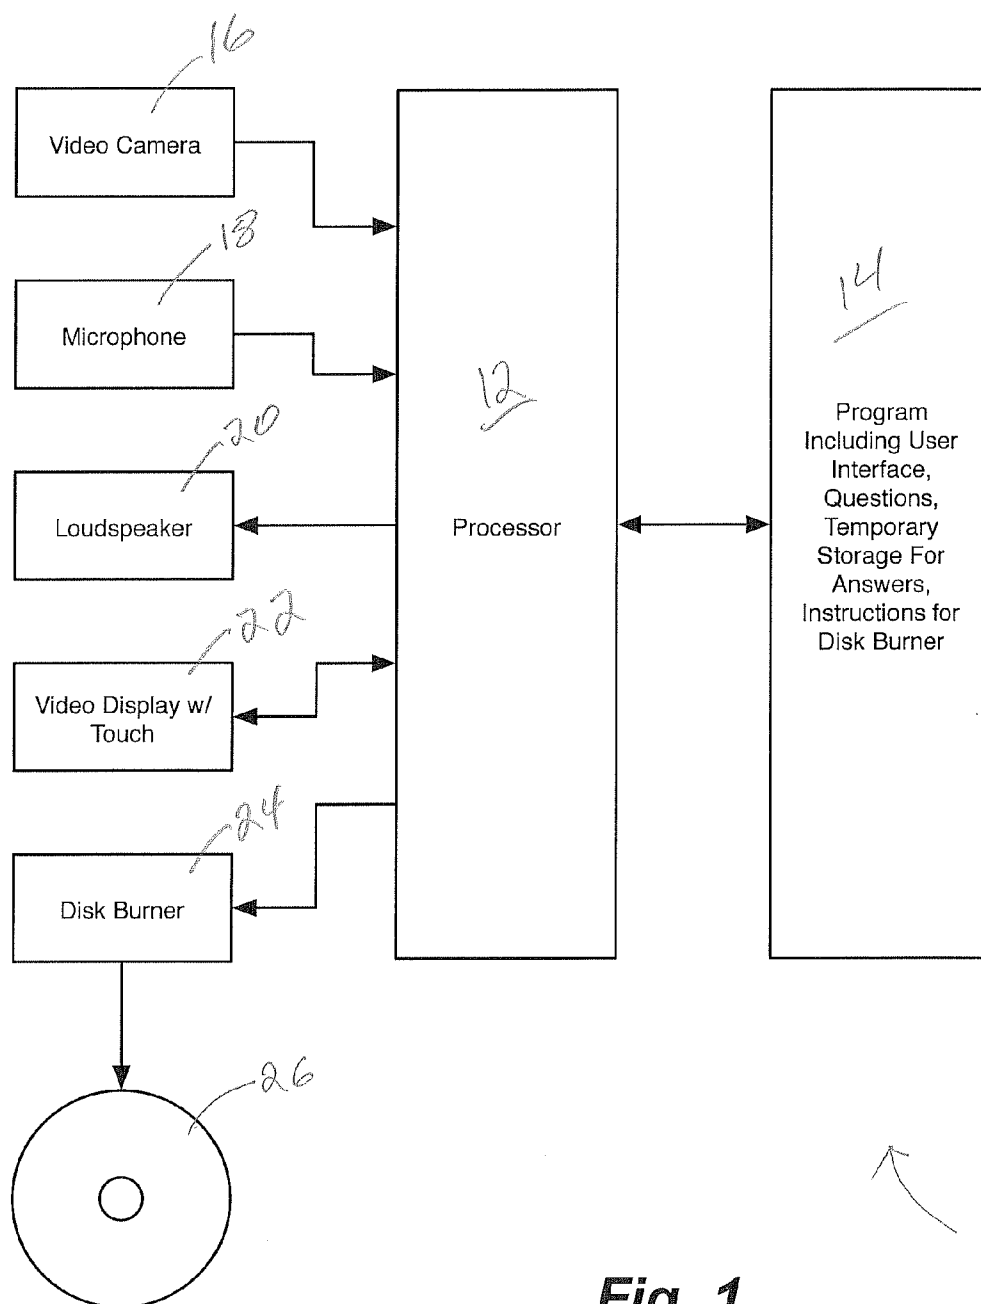 16
Video Camera
18
Microphone
20
Loudspeaker
22
Video Display w/
Touch
24
Disk Burner
26
12
Processor
14
Program
Including User
Interface,
Questions,
Temporary
Storage For
Answers,
Instructions for
Disk Burner
Fig. 1